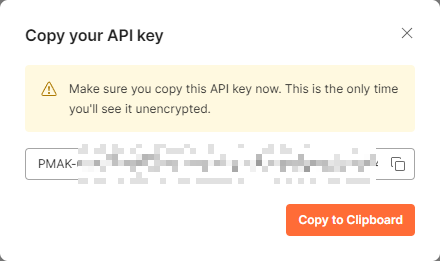 Copy your API key
Make sure you copy this API key now. This is the only time
you'll see it unencrypted.
PMAK-
Copy to Clipboard